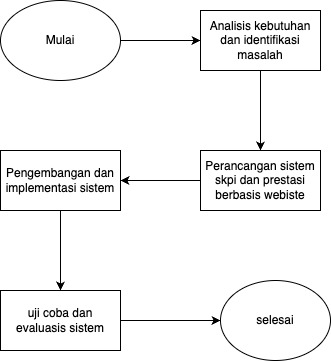 Mulai
Analisis kebutuhan
dan identifikasi
masalah
Perancangan sistem
skpi dan prestasi
berbasis webiste
Pengembangan dan
implementasi sistem
uji coba dan
evaluasis sistem
selesai